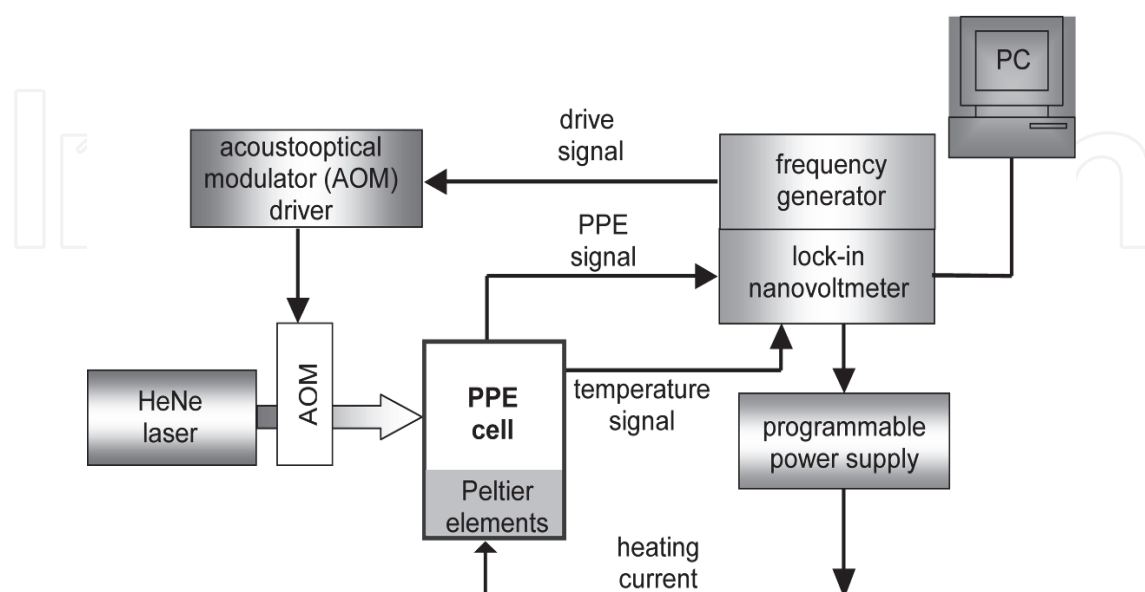 PC
drive
signal
acoustooptical
modulator (AOM)
driver
frequency
generator
PPE
signal
lock-in
nanovoltmeter
HeNe
laser
AOM
PPE
cell
temperature
signal
programmable
power supply
Peltier
elements
heating
current